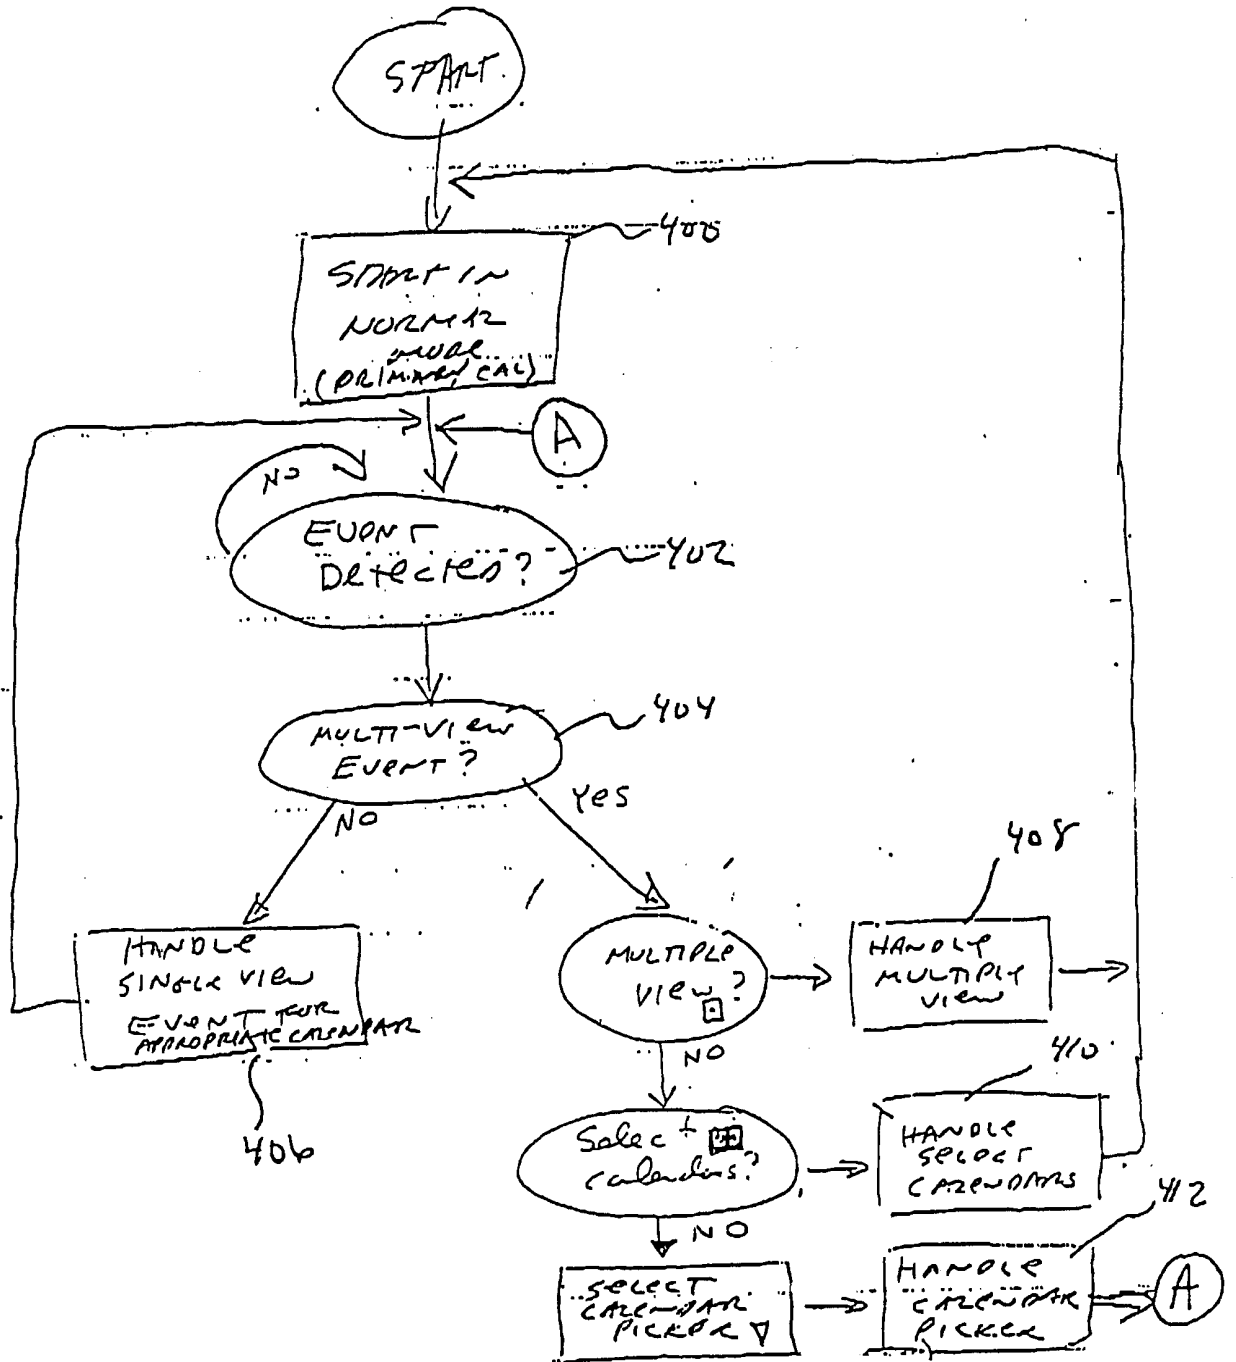 START
400
START IN
NORMAL
MODE
(PRIMARY CAL)
A
NO
EVENT
DETECTED?
402
404
MULTI-VIEW
EVENT?
NO
Yes
408
HANDLE
SINGLE VIEW
EVENT FOR
APPROPRIATE CALENDAR
406
MULTIPLE
VIEW?
HANDLE
MULTIPLE
VIEW
NO
410
Select
calendars?
HANDLE
SELECT
CALENDARS
NO
412
SELECT
CALENDAR
PICKER
HANDLE
CALENDAR
PICKER
A